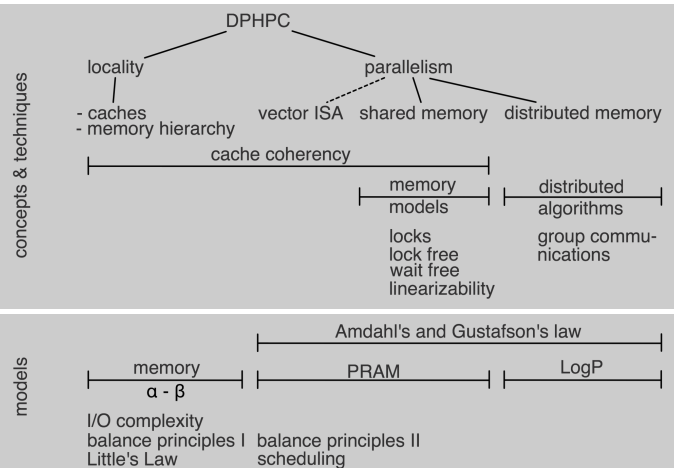 DPHPC
locality
parallelism
- caches
- memory hierarchy
vector ISA
shared memory
distributed memory
cache coherency
memory
models
distributed
algorithms
locks
lock free
wait free
linearizability
group commu-
nications
concepts & techniques
Amdahl's and Gustafson's law
memory
α - β
PRAM
LogP
I/O complexity
balance principles I
Little's Law
balance principles II
scheduling
models